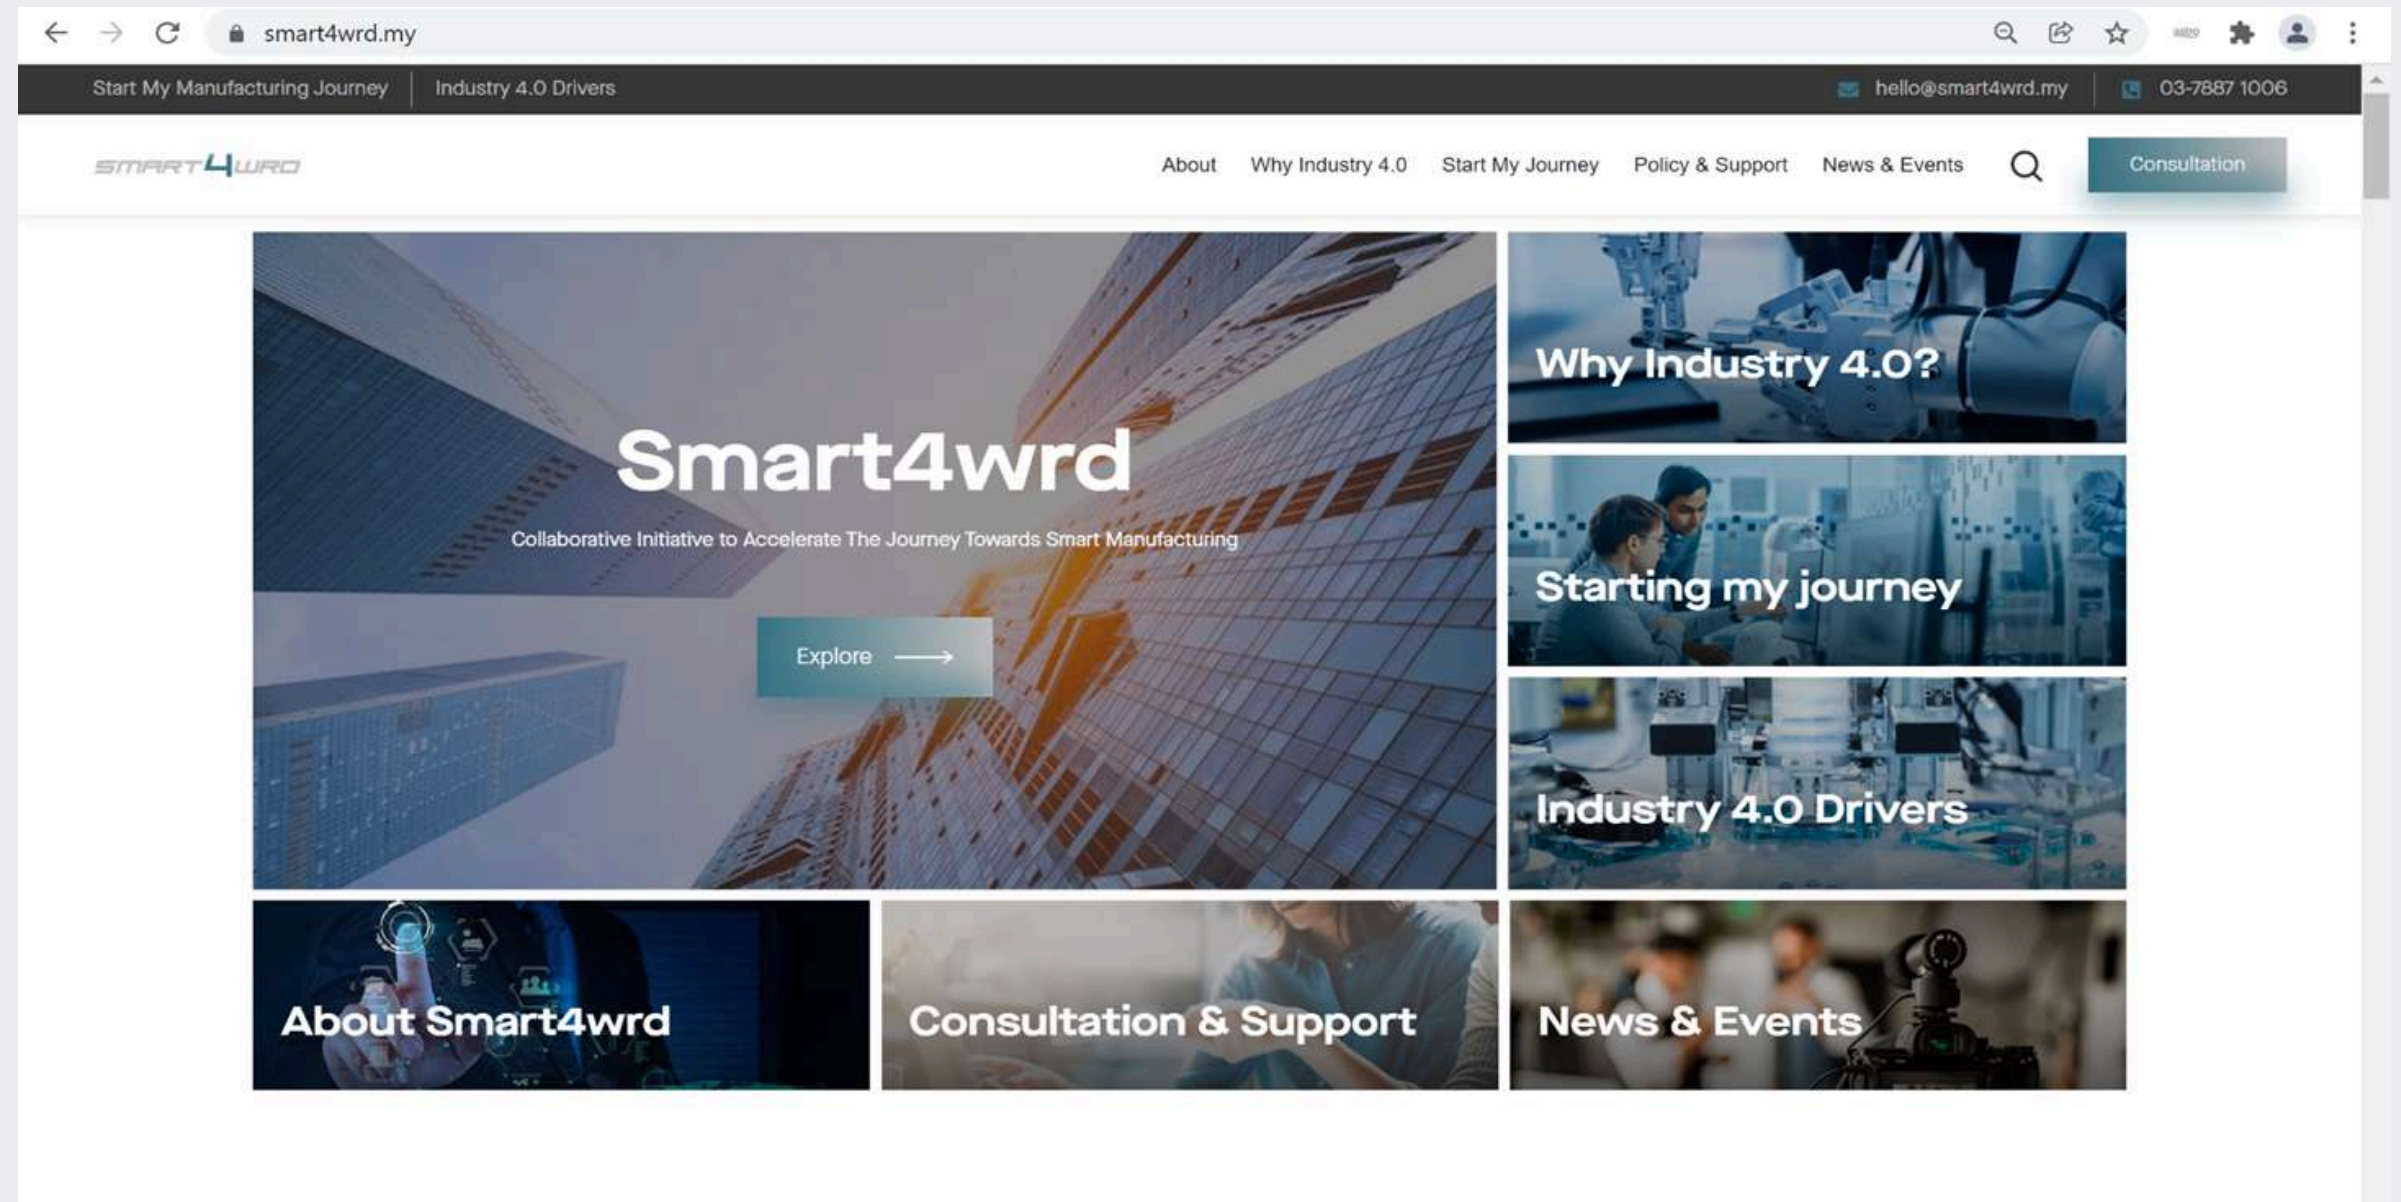 smart4wrd.my
Start My Manufacturing Journey
Industry 4.0 Drivers
hello@smart4wrd.my
03-7887 1006
SMART4WRD
About
Why Industry 4.0
Start My Journey
Policy & Support
News & Events
Consultation
Smart4wrd
Collaborative Initiative to Accelerate The Journey Towards Smart Manufacturing
Explore
Why Industry 4.0?
Starting my journey
Industry 4.0 Drivers
About Smart4wrd
Consultation & Support
News & Events